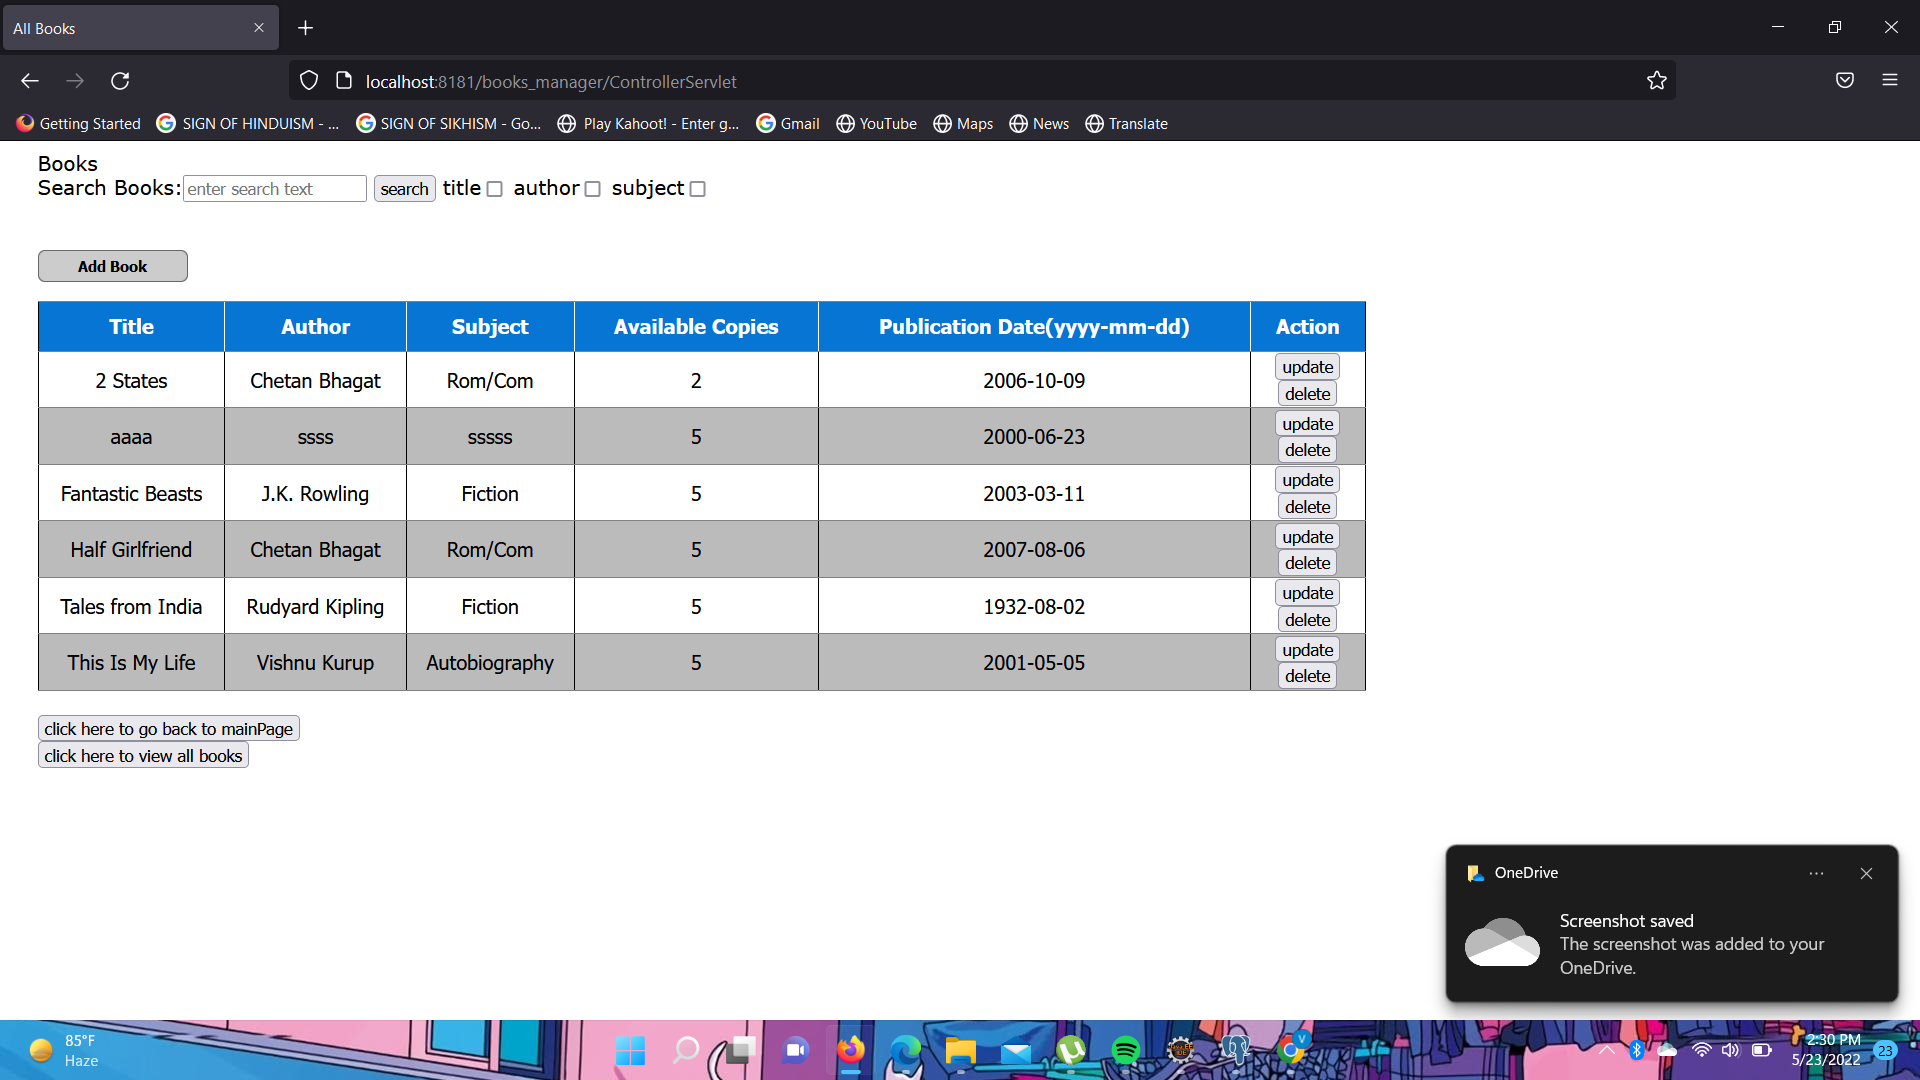 All Books
localhost:8181/books_manager/ControllerServlet
Getting Started SIGN OF HINDUISM - ... SIGN OF SIKHISM - Go... Play Kahoot! - Enter g... Gmail YouTube Maps News Translate
Books
Search Books: enter search text search title author subject
Add Book
Title Author Subject Available Copies Publication Date(yyyy-mm-dd) Action
2 States Chetan Bhagat Rom/Com 2 2006-10-09 update
delete
aaaa ssss sssss 5 2000-06-23 update
delete
Fantastic Beasts J.K. Rowling Fiction 5 2003-03-11 update
delete
Half Girlfriend Chetan Bhagat Rom/Com 5 2007-08-06 update
delete
Tales from India Rudyard Kipling Fiction 5 1932-08-02 update
delete
This Is My Life Vishnu Kurup Autobiography 5 2001-05-05 update
delete
click here to go back to mainPage
click here to view all books
OneDrive
Screenshot saved
The screenshot was added to your
OneDrive.
85°F
Haze
V
2:30 PM
5/23/2022
23